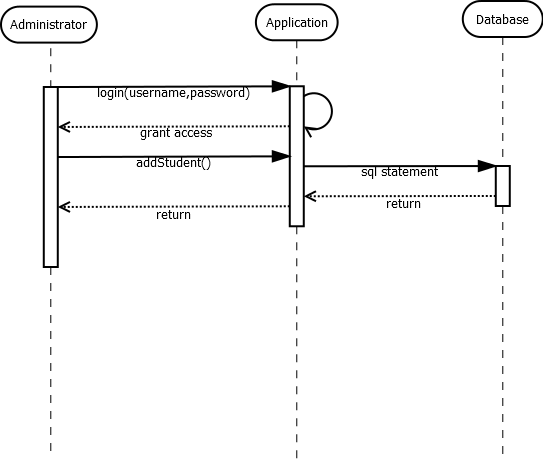 Administrator
Application
Database
login(username,password)
grant access
addStudent()
sql statement
return
return